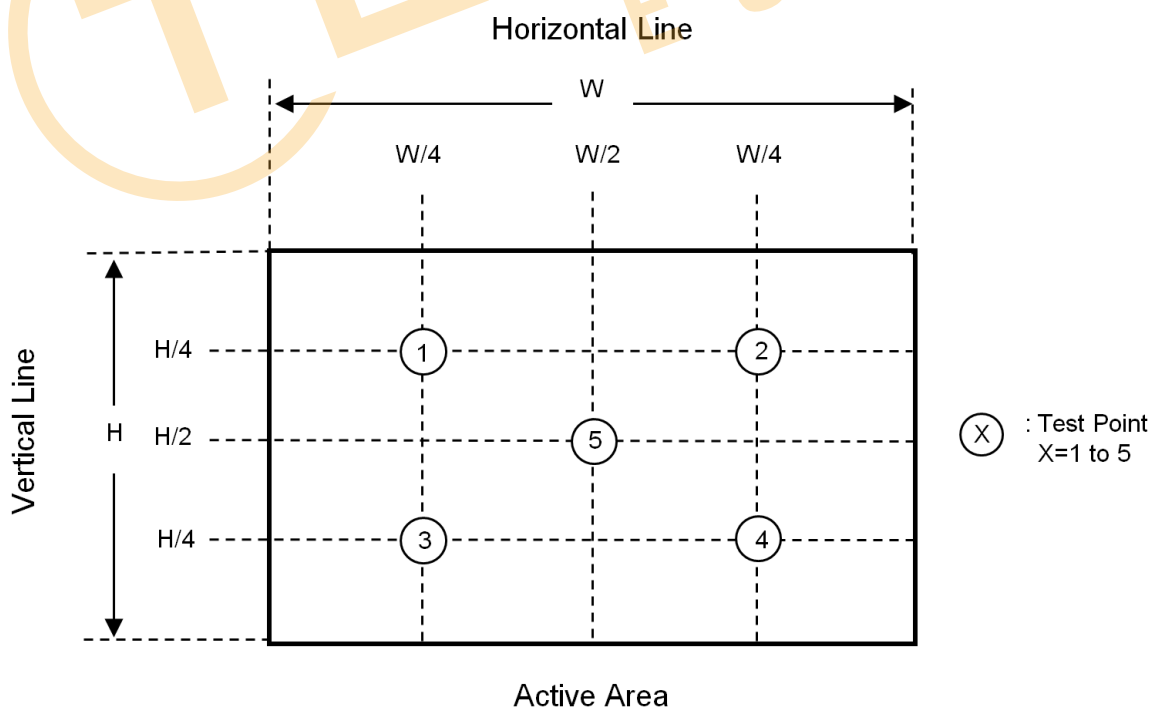 Horizontal Line
W
W/4 W/2 W/4
Vertical Line
H
H/4
1 2
H/2
5
H/4
3 4
X : Test Point
X=1 to 5
Active Area